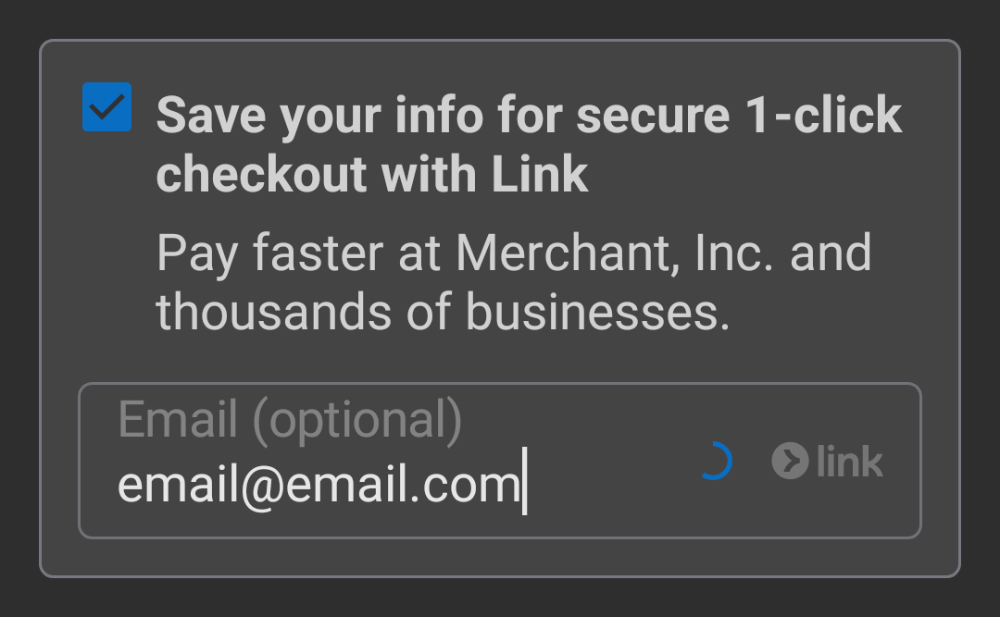 Save your info for secure 1-click
checkout with Link
Pay faster at Merchant, Inc. and
thousands of businesses.
Email (optional)
email@email.com
link